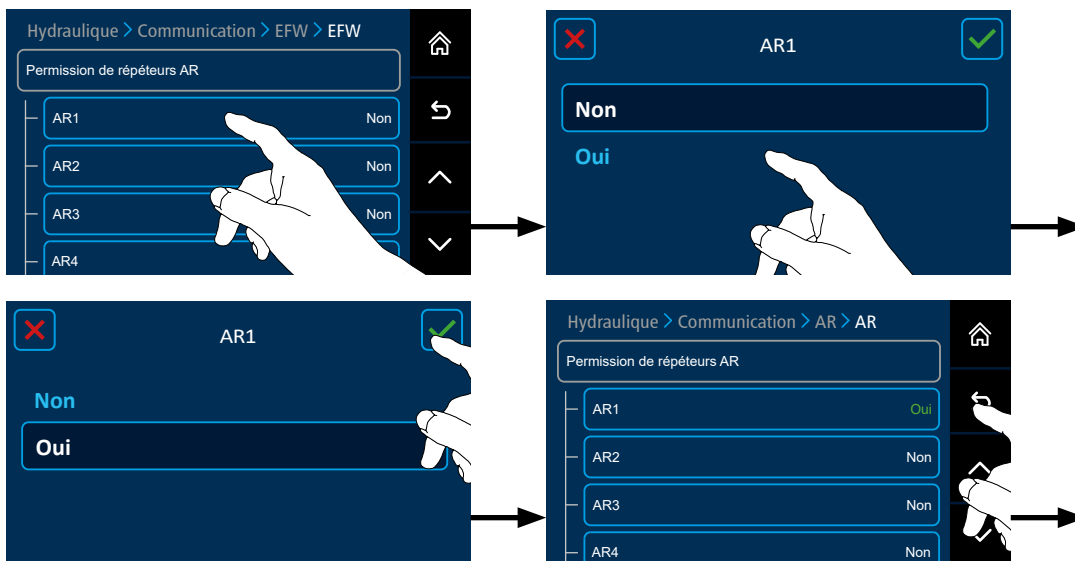 Hydraulique > Communication > EFW > EFW
Permission de répéteurs AR
AR1 Non
AR2 Non
AR3 Non
AR4
AR1
Non
Oui
AR1
Non
Oui
Hydraulique > Communication > AR > AR
Permission de répéteurs AR
AR1 Oui
AR2 Non
AR3 Non
AR4 Non